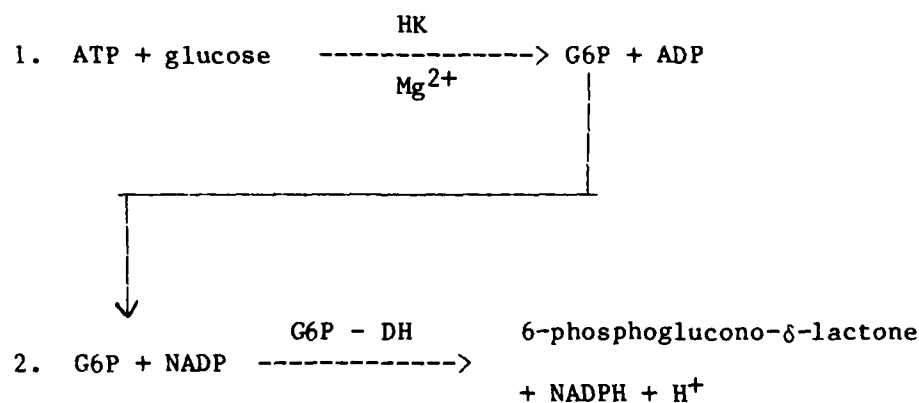 HK
1. ATP + glucose ------------> G6P + ADP
Mg2+
G6P - DH 6-phosphoglucono-δ-lactone
2. G6P + NADP ------------> + NADPH + H+